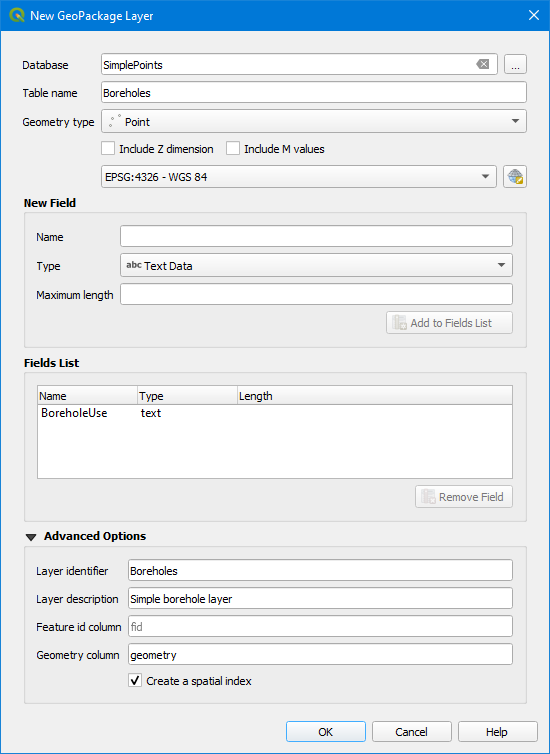 New GeoPackage Layer
Database SimplePoints ...
Table name Boreholes
Geometry type Point
Include Z dimension Include M values
EPSG:4326 - WGS 84
New Field
Name
Type abc Text Data
Maximum length
Add to Fields List
Fields List
Name Type Length
BoreholeUse text
Remove Field
Advanced Options
Layer identifier Boreholes
Layer description Simple borehole layer
Feature id column fid
Geometry column geometry
Create a spatial index
OK Cancel Help